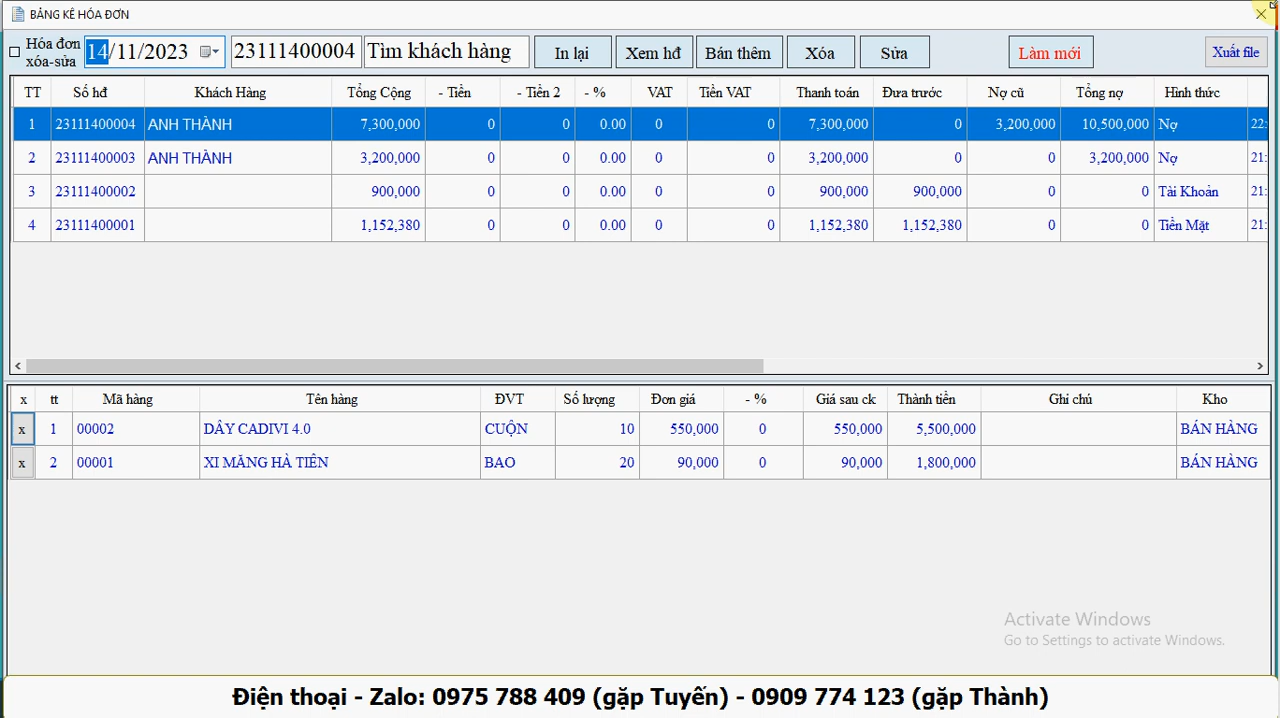 BẢNG KÊ HÓA ĐƠN
Hóa đơn xóa-sửa 14/11/2023 23111400004 Tìm khách hàng In lại Xem hđ Bán thêm Xóa Sửa Làm mới Xuất file
TT Số hđ Khách Hàng Tổng Cộng - Tiền - Tiền 2 - % VAT Tiền VAT Thanh toán Đưa trước Nợ cũ Tổng nợ Hình thức
1 23111400004 ANH THÀNH 7,300,000 0 0 0.00 0 0 7,300,000 0 3,200,000 10,500,000 Nợ 22:
2 23111400003 ANH THÀNH 3,200,000 0 0 0.00 0 0 3,200,000 0 0 3,200,000 Nợ 21:
3 23111400002 900,000 0 0 0.00 0 0 900,000 900,000 0 0 Tài Khoản 21:
4 23111400001 1,152,380 0 0 0.00 0 0 1,152,380 1,152,380 0 0 Tiền Mặt 21:
x tt Mã hàng Tên hàng ĐVT Số lượng Đơn giá - % Giá sau ck Thành tiền Ghi chú Kho
x 1 00002 DÂY CADIVI 4.0 CUỘN 10 550,000 0 550,000 5,500,000 BÁN HÀNG
x 2 00001 XI MĂNG HÀ TIÊN BAO 20 90,000 0 90,000 1,800,000 BÁN HÀNG
Activate Windows
Go to Settings to activate Windows.
Điện thoại - Zalo: 0975 788 409 (gặp Tuyến) - 0909 774 123 (gặp Thành)